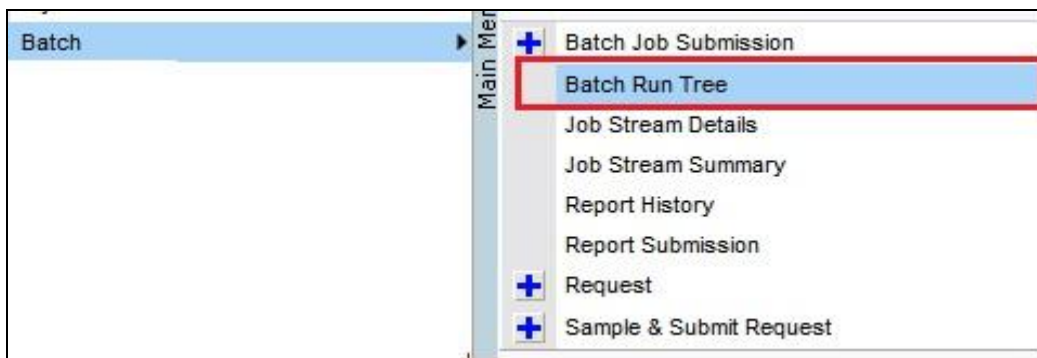 Batch
Main Men
Batch Job Submission
Batch Run Tree
Job Stream Details
Job Stream Summary
Report History
Report Submission
Request
Sample & Submit Request